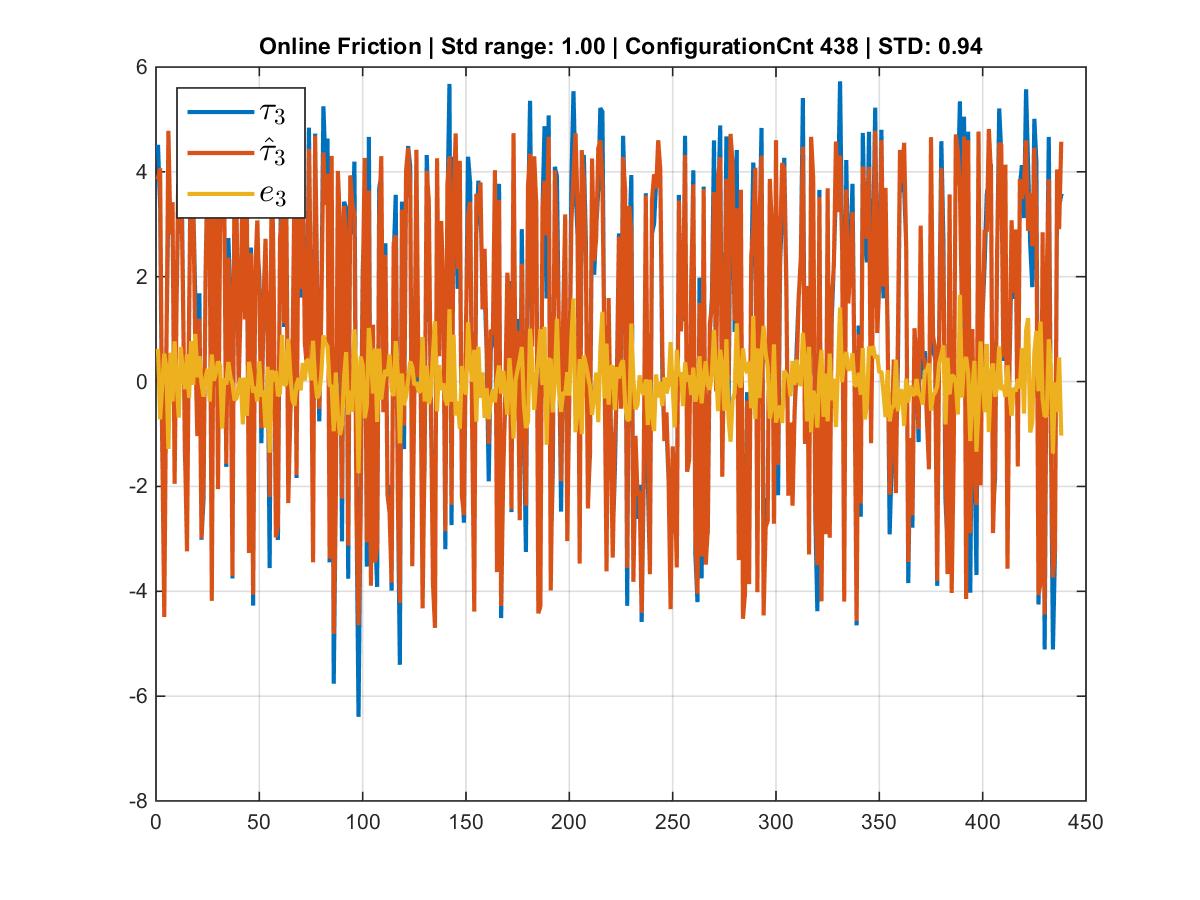 Online Friction | Std range: 1.00 | ConfigurationCnt 438 | STD: 0.94
6
τ₃
τ̂₃
e₃
4
2
0
-2
-4
-6
-8
0 50 100 150 200 250 300 350 400 450